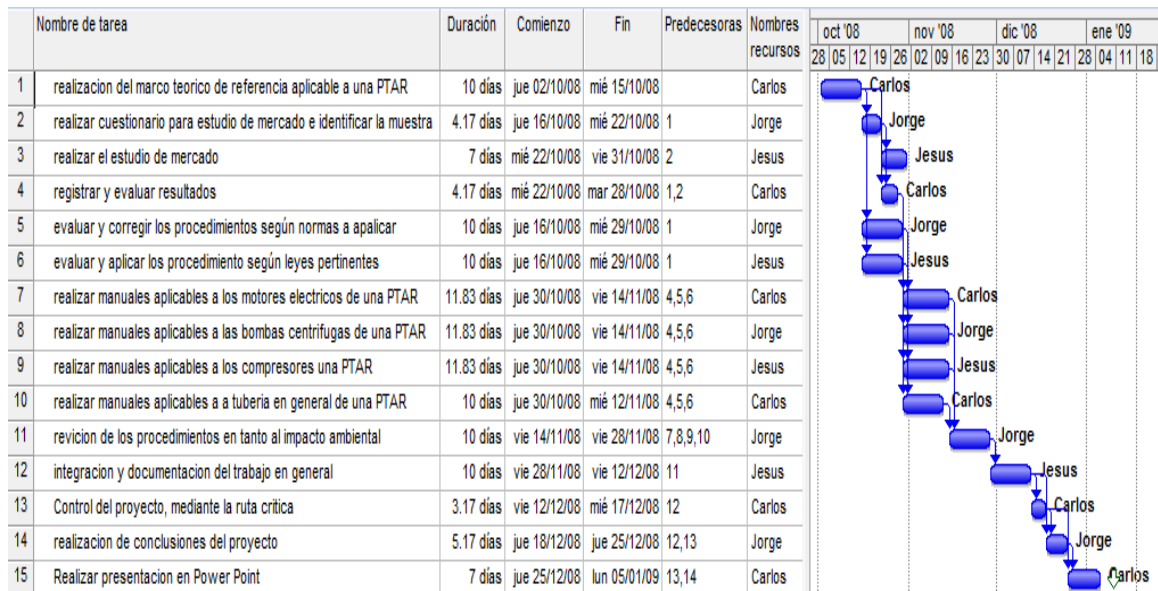 Nombre de tarea Duración Comienzo Fin Predecesoras Nombres recursos
oct '08 nov '08 dic '08 ene '09
28 05 12 19 26 02 09 16 23 30 07 14 21 28 04 11 18
1 realizacion del marco teorico de referencia aplicable a una PTAR 10 días jue 02/10/08 mié 15/10/08 Carlos Carlos
2 realizar cuestionario para estudio de mercado e identificar la muestra 4.17 días jue 16/10/08 mié 22/10/08 1 Jorge Jorge
3 realizar el estudio de mercado 7 días mié 22/10/08 vie 31/10/08 2 Jesus Jesus
4 registrar y evaluar resultados 4.17 días mié 22/10/08 mar 28/10/08 1,2 Carlos Carlos
5 evaluar y corregir los procedimientos según normas a apalicar 10 días jue 16/10/08 mié 29/10/08 1 Jorge Jorge
6 evaluar y aplicar los procedimiento según leyes pertinentes 10 días jue 16/10/08 mié 29/10/08 1 Jesus Jesus
7 realizar manuales aplicables a los motores electricos de una PTAR 11.83 días jue 30/10/08 vie 14/11/08 4,5,6 Carlos Carlos
8 realizar manuales aplicables a las bombas centrifugas de una PTAR 11.83 días jue 30/10/08 vie 14/11/08 4,5,6 Jorge Jorge
9 realizar manuales aplicables a los compresores una PTAR 11.83 días jue 30/10/08 vie 14/11/08 4,5,6 Jesus Jesus
10 realizar manuales aplicables a a tuberia en general de una PTAR 10 días jue 30/10/08 mié 12/11/08 4,5,6 Carlos Carlos
11 revicion de los procedimientos en tanto al impacto ambiental 10 días vie 14/11/08 vie 28/11/08 7,8,9,10 Jorge Jorge
12 integracion y documentacion del trabajo en general 10 días vie 28/11/08 vie 12/12/08 11 Jesus Jesus
13 Control del proyecto, mediante la ruta critica 3.17 días vie 12/12/08 mié 17/12/08 12 Carlos Carlos
14 realizacion de conclusiones del proyecto 5.17 días jue 18/12/08 jue 25/12/08 12,13 Jorge Jorge
15 Realizar presentacion en Power Point 7 días jue 25/12/08 lun 05/01/09 13,14 Carlos Carlos